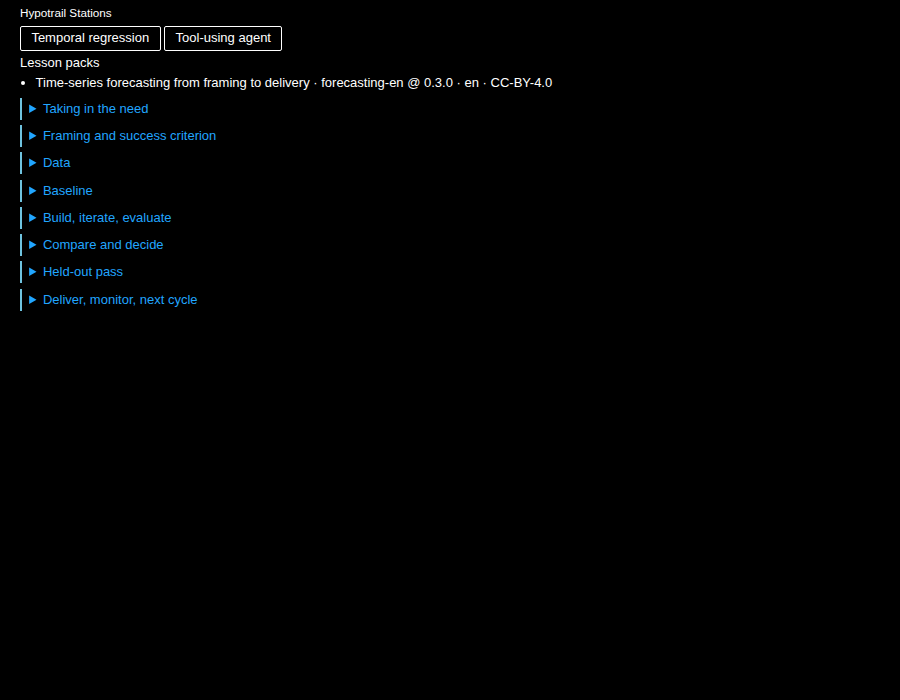 Hypotrail Stations
Temporal regression Tool-using agent
Lesson packs
• Time-series forecasting from framing to delivery · forecasting-en @ 0.3.0 · en · CC-BY-4.0
▶ Taking in the need
▶ Framing and success criterion
▶ Data
▶ Baseline
▶ Build, iterate, evaluate
▶ Compare and decide
▶ Held-out pass
▶ Deliver, monitor, next cycle